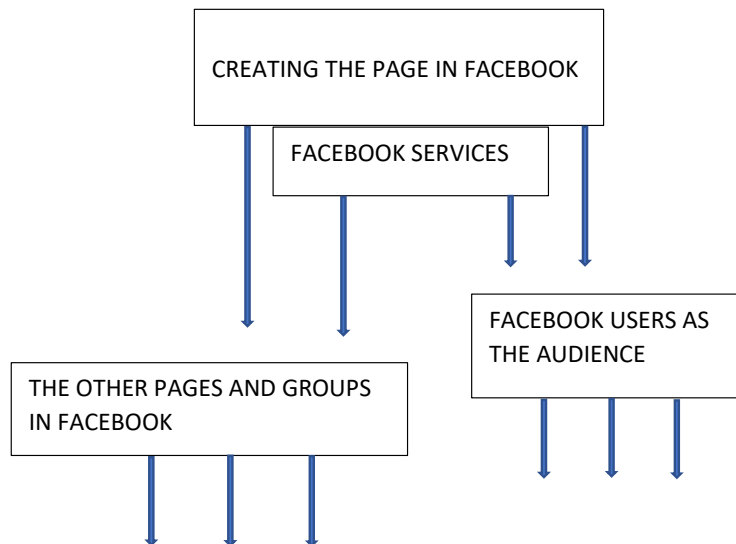 CREATING THE PAGE IN FACEBOOK
FACEBOOK SERVICES
FACEBOOK USERS AS
THE AUDIENCE
THE OTHER PAGES AND GROUPS
IN FACEBOOK